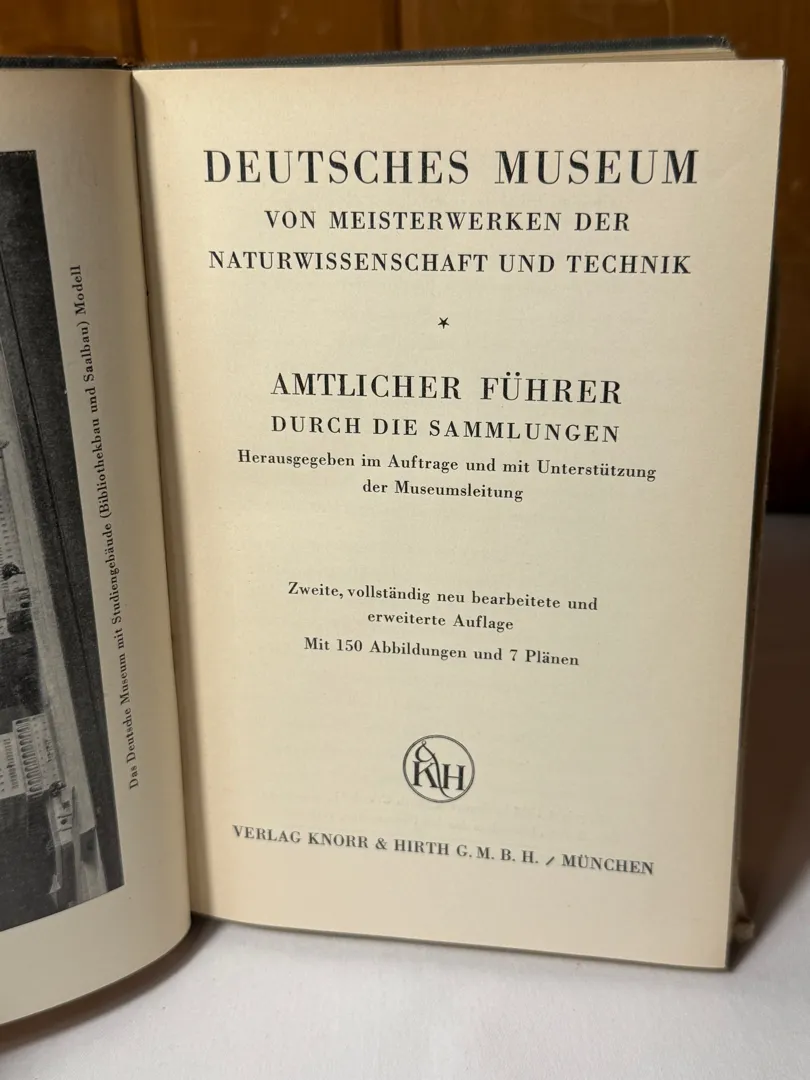 Das Deutsche Museum mit Studiengebäude (Bibliothekbau und Saalbau) Modell
DEUTSCHES MUSEUM
VON MEISTERWERKEN DER
NATURWISSENSCHAFT UND TECHNIK
*
AMTLICHER FÜHRER
DURCH DIE SAMMLUNGEN
Herausgegeben im Auftrage und mit Unterstützung
der Museumsleitung
Zweite, vollständig neu bearbeitete und
erweiterte Auflage
Mit 150 Abbildungen und 7 Plänen
K&H
VERLAG KNORR & HIRTH G. M. B. H. / MÜNCHEN